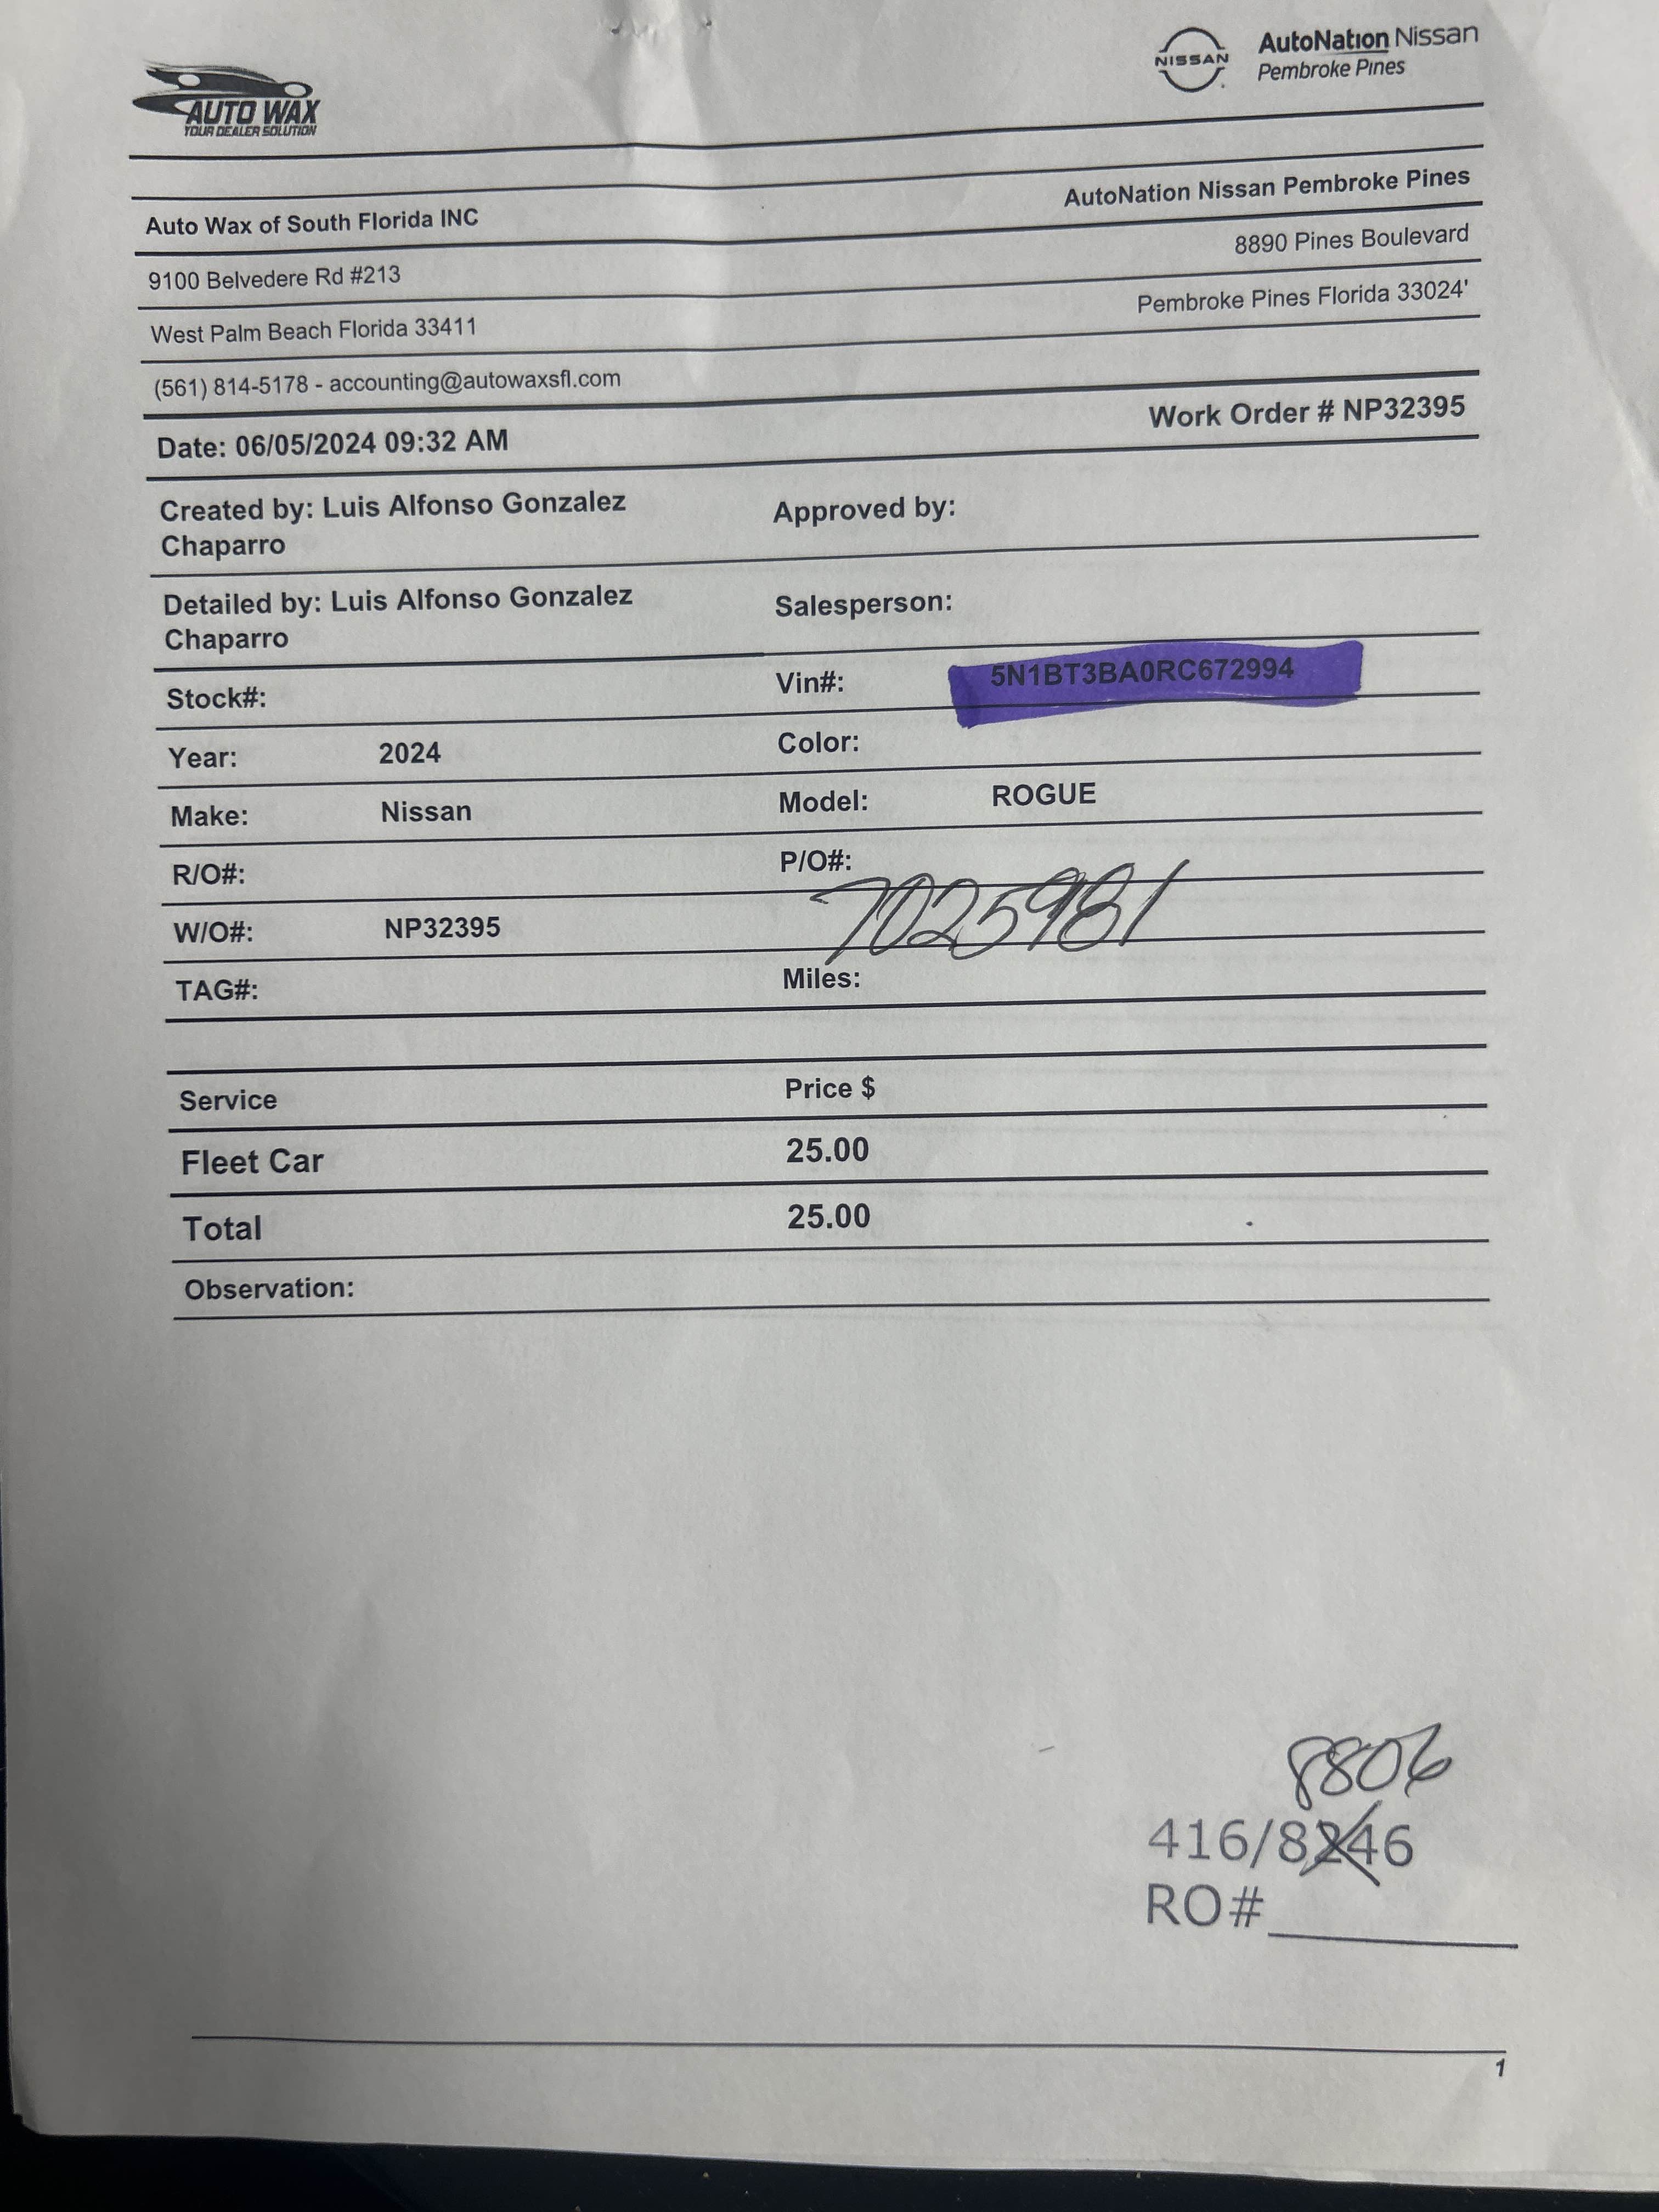 AUTO WAX
YOUR DEALER SOLUTION
NISSAN
AutoNation Nissan
Pembroke Pines
Auto Wax of South Florida INC
AutoNation Nissan Pembroke Pines
9100 Belvedere Rd #213
8890 Pines Boulevard
West Palm Beach Florida 33411
Pembroke Pines Florida 33024'
(561) 814-5178 - accounting@autowaxsfl.com
Date: 06/05/2024 09:32 AM
Work Order # NP32395
Created by: Luis Alfonso Gonzalez
Chaparro
Approved by:
Detailed by: Luis Alfonso Gonzalez
Chaparro
Salesperson:
Stock#:
Vin#: 5N1BT3BA0RC672994
Year: 2024
Color:
Make: Nissan
Model: ROGUE
R/O#:
P/O#:
7025981
W/O#: NP32395
TAG#:
Miles:
Service Price $
Fleet Car 25.00
Total 25.00
Observation:
8806
416/8246
RO#
1